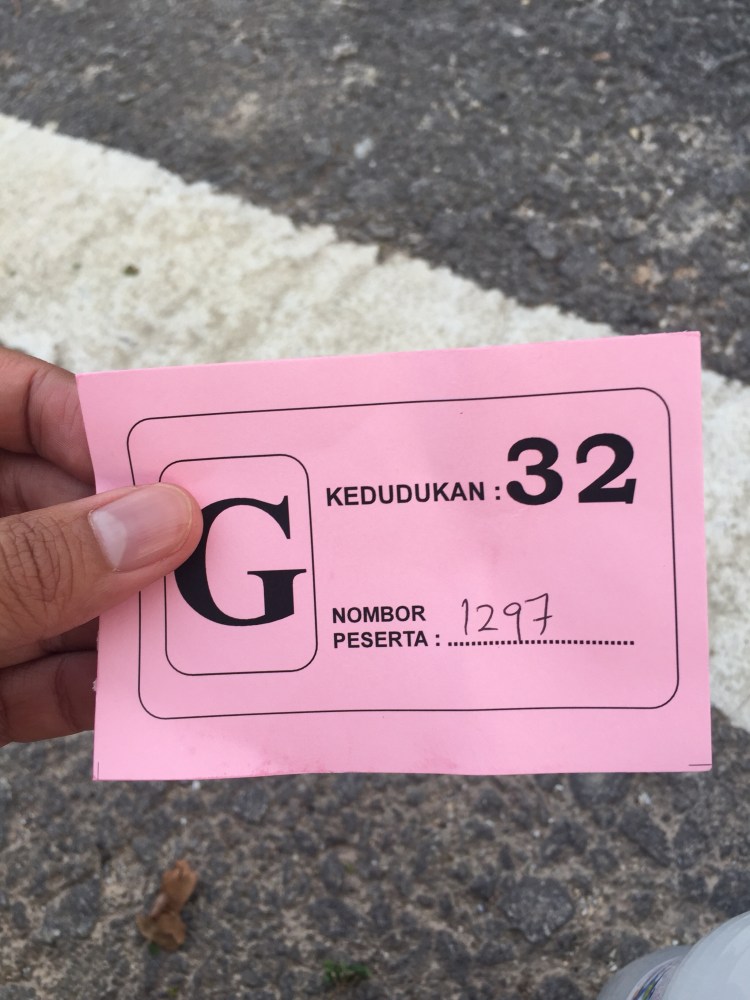 G
KEDUDUKAN : 32
NOMBOR
PESERTA : 1297